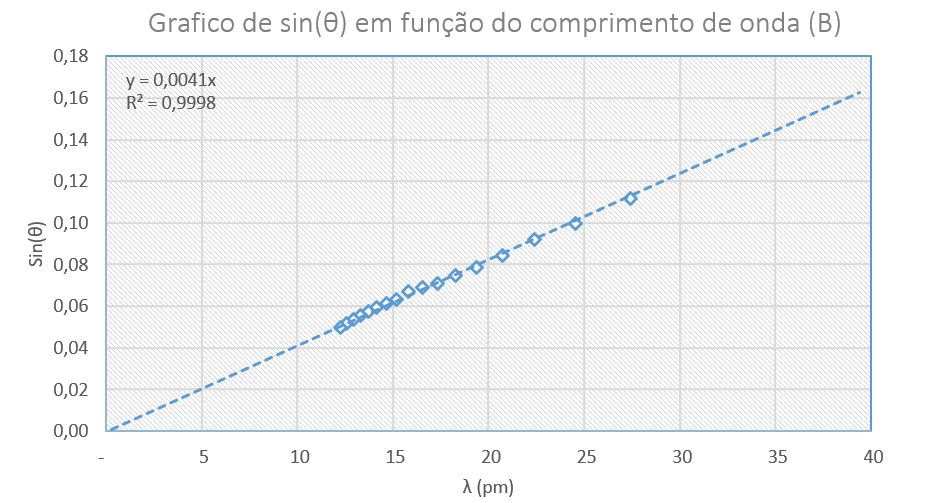 Grafico de sin(θ) em função do comprimento de onda (B)
0,18
y = 0,0041x
R² = 0,9998
0,16
0,14
0,12
0,10
0,08
0,06
0,04
0,02
0,00
Sin(θ)
- 5 10 15 20 25 30 35 40
λ (pm)